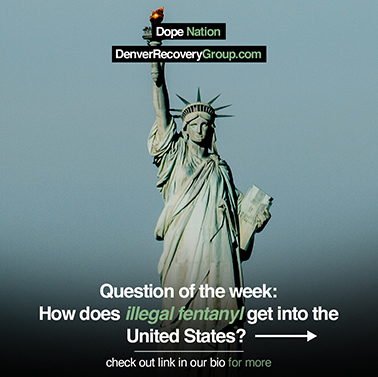 Dope Nation
DenverRecoveryGroup.com
Question of the week:
How does illegal fentanyl get into the
United States?
check out link in our bio for more